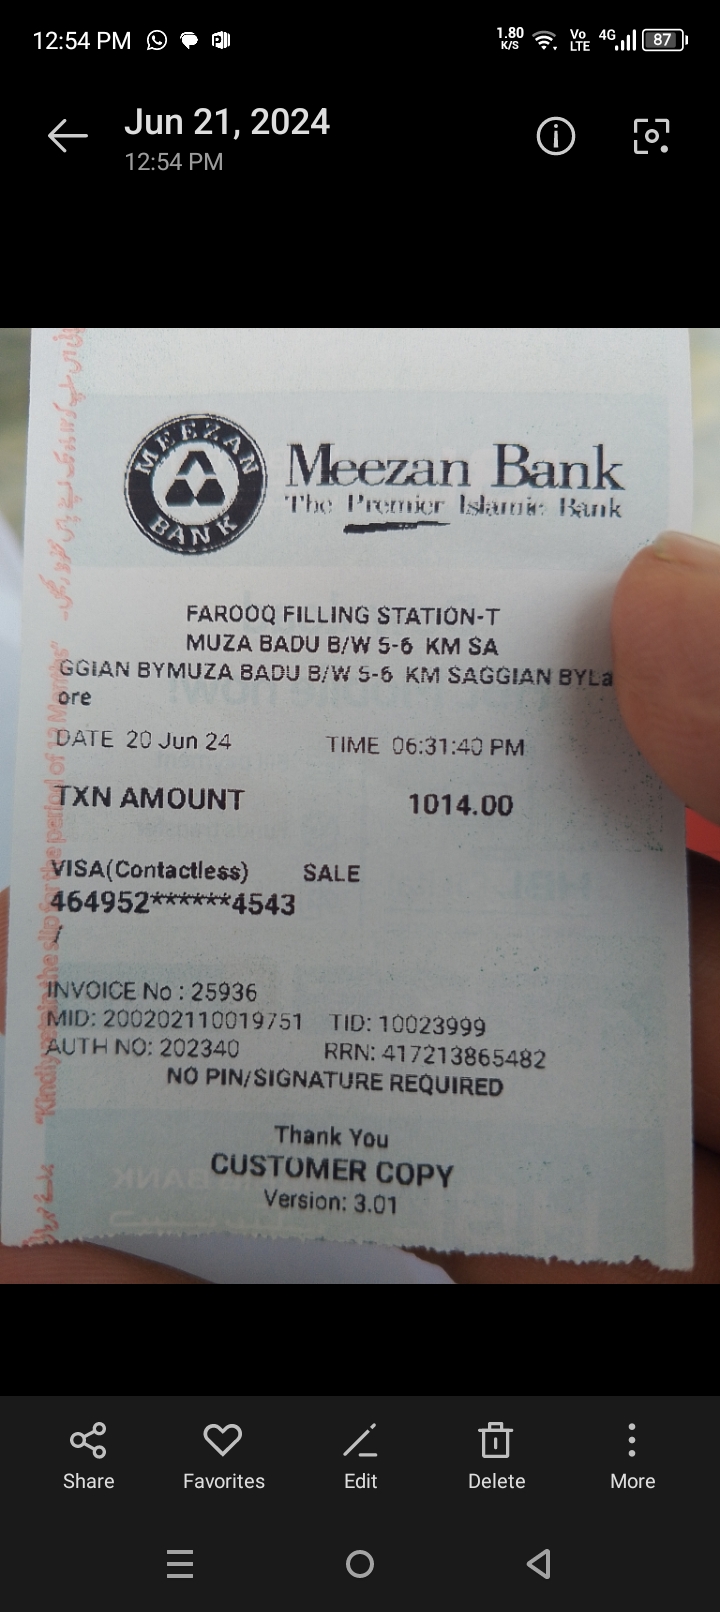 12:54 PM
1.80 K/S
Vo LTE
4G
87
Jun 21, 2024
12:54 PM
MEEZAN BANK
Meezan Bank
The Premier Islamic Bank
FAROOQ FILLING STATION-T
MUZA BADU B/W 5-6 KM SA
GGIAN BYMUZA BADU B/W 5-6 KM SAGGIAN BYLa
ore
DATE 20 Jun 24 TIME 06:31:40 PM
TXN AMOUNT 1014.00
VISA(Contactless) SALE
464952******4543
/
INVOICE No : 25936
MID: 200202110019751 TID: 10023999
AUTH NO: 202340 RRN: 417213865482
NO PIN/SIGNATURE REQUIRED
Thank You
CUSTOMER COPY
Version: 3.01
"Kindly retain the slip for the period of 12 Months"
Share
Favorites
Edit
Delete
More